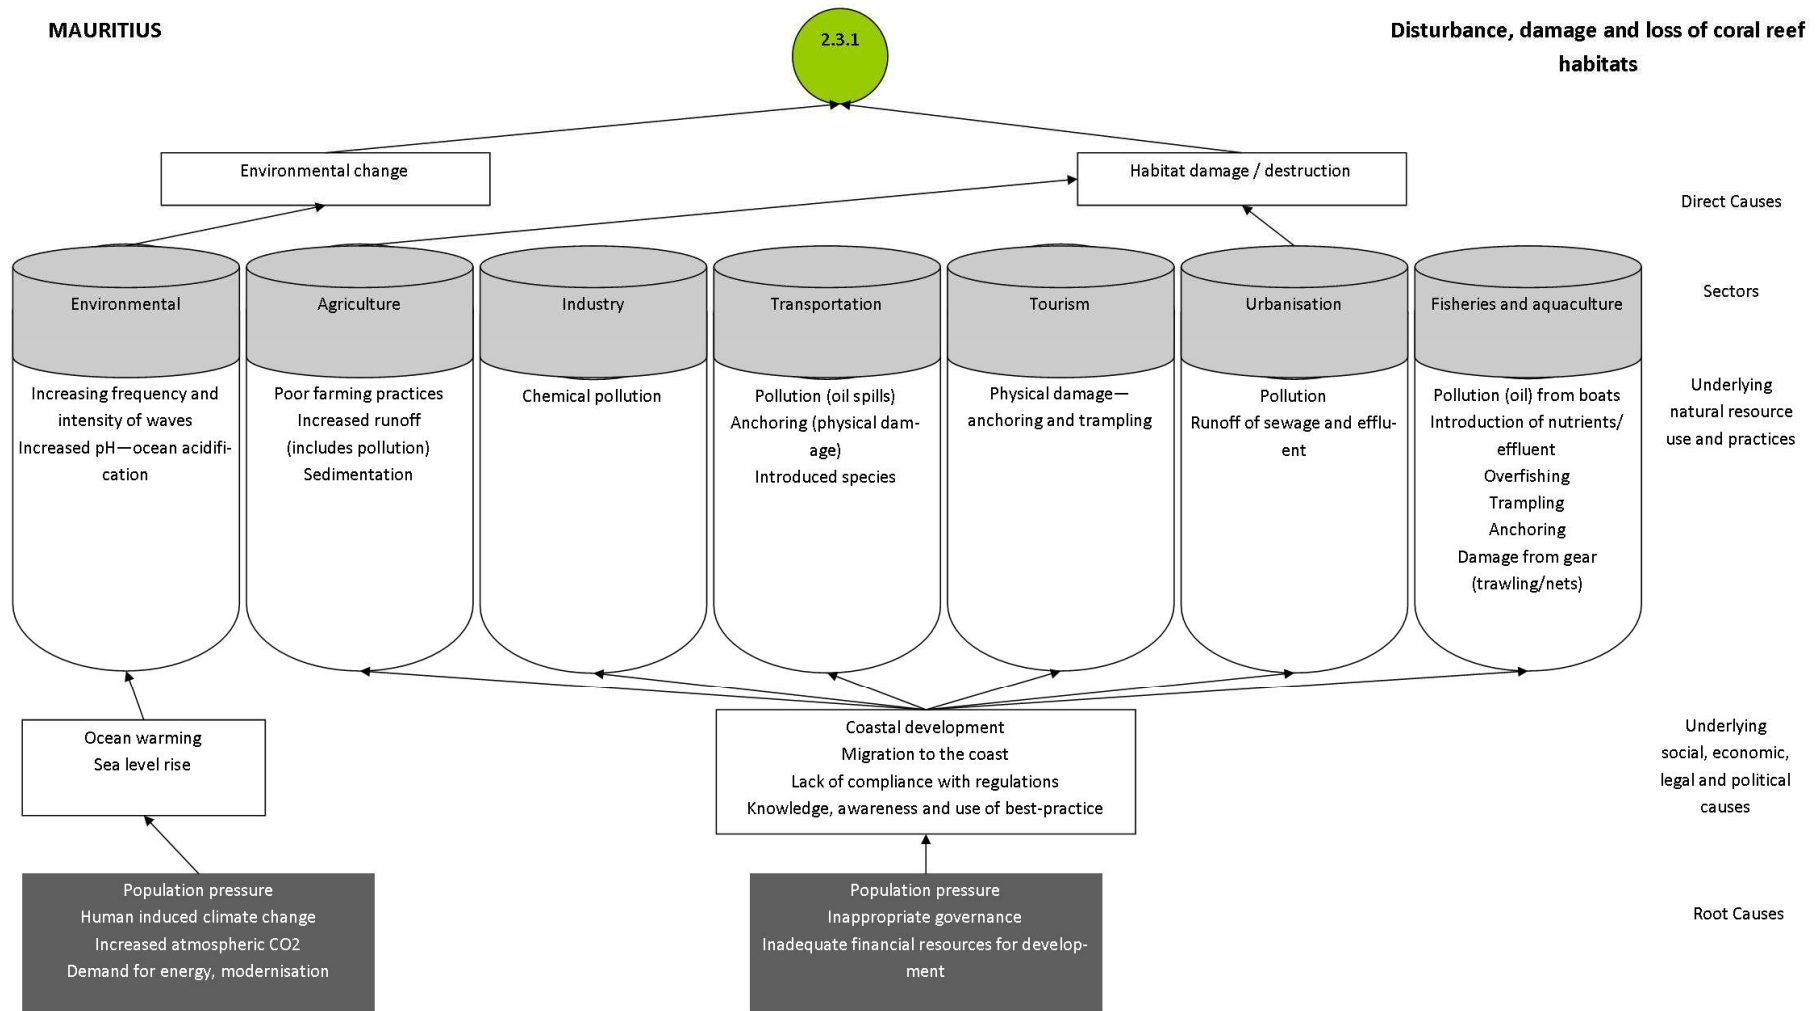 MAURITIUS
2.3.1
Disturbance, damage and loss of coral reef
habitats
Environmental change
Habitat damage / destruction
Direct Causes
Environmental
Agriculture
Industry
Transportation
Tourism
Urbanisation
Fisheries and aquaculture
Sectors
Increasing frequency and
intensity of waves
Increased pH—ocean acidifi-
cation
Poor farming practices
Increased runoff
(includes pollution)
Sedimentation
Chemical pollution
Pollution (oil spills)
Anchoring (physical dam-
age)
Introduced species
Physical damage—
anchoring and trampling
Pollution
Runoff of sewage and efflu-
ent
Pollution (oil) from boats
Introduction of nutrients/
effluent
Overfishing
Trampling
Anchoring
Damage from gear
(trawling/nets)
Underlying
natural resource
use and practices
Ocean warming
Sea level rise
Coastal development
Migration to the coast
Lack of compliance with regulations
Knowledge, awareness and use of best-practice
Underlying
social, economic,
legal and political
causes
Population pressure
Human induced climate change
Increased atmospheric CO2
Demand for energy, modernisation
Population pressure
Inappropriate governance
Inadequate financial resources for develop-
ment
Root Causes